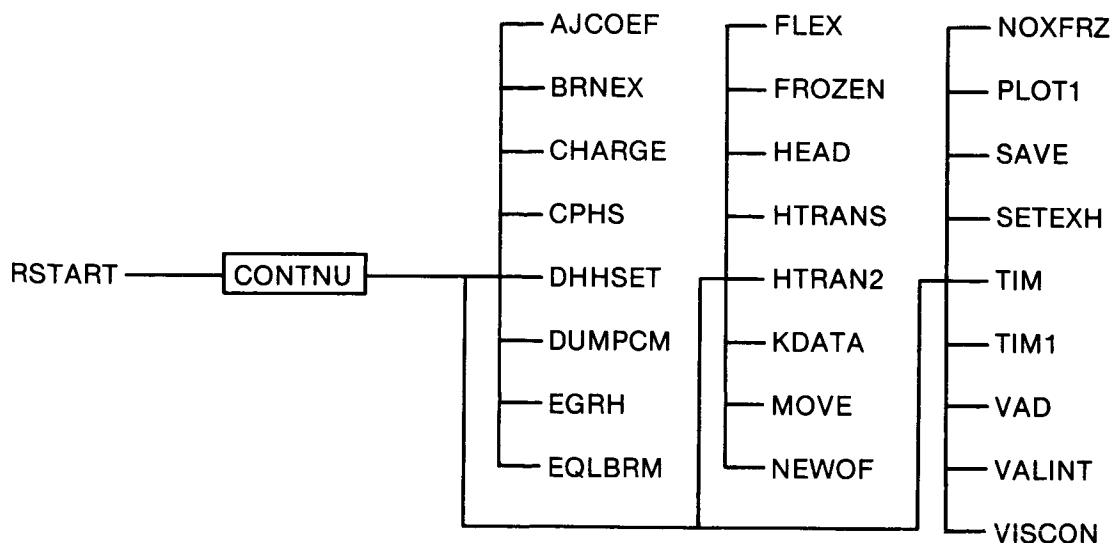 RSTART
CONTNU
AJCOEF
BRNEX
CHARGE
CPHS
DHHSET
DUMPCM
EGRH
EQLBRM
FLEX
FROZEN
HEAD
HTRANS
HTRAN2
KDATA
MOVE
NEWOF
NOXFRZ
PLOT1
SAVE
SETEXH
TIM
TIM1
VAD
VALINT
VISCON